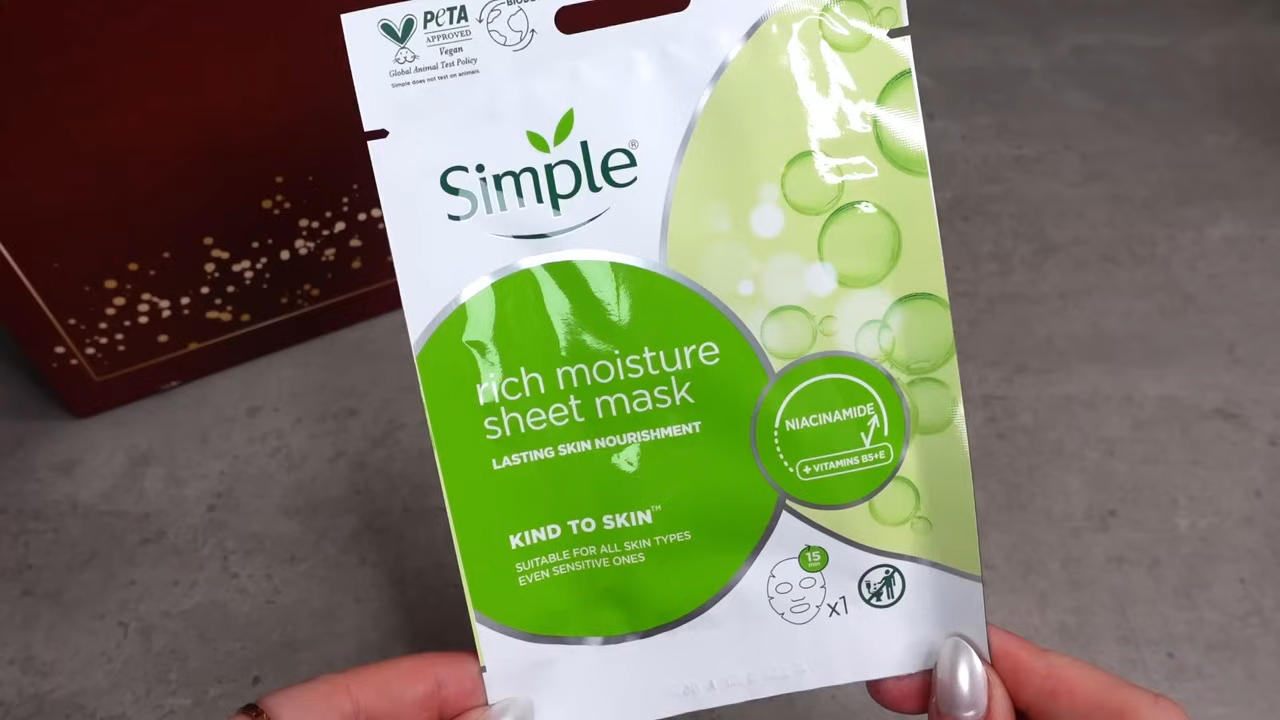 PeTA
APPROVED
Vegan
Global Animal Test Policy
Simple does not test on animals
Simple®
rich moisture
sheet mask
LASTING SKIN NOURISHMENT
NIACINAMIDE
+ VITAMINS B5+E
KIND TO SKIN™
SUITABLE FOR ALL SKIN TYPES
EVEN SENSITIVE ONES
15
min
x1